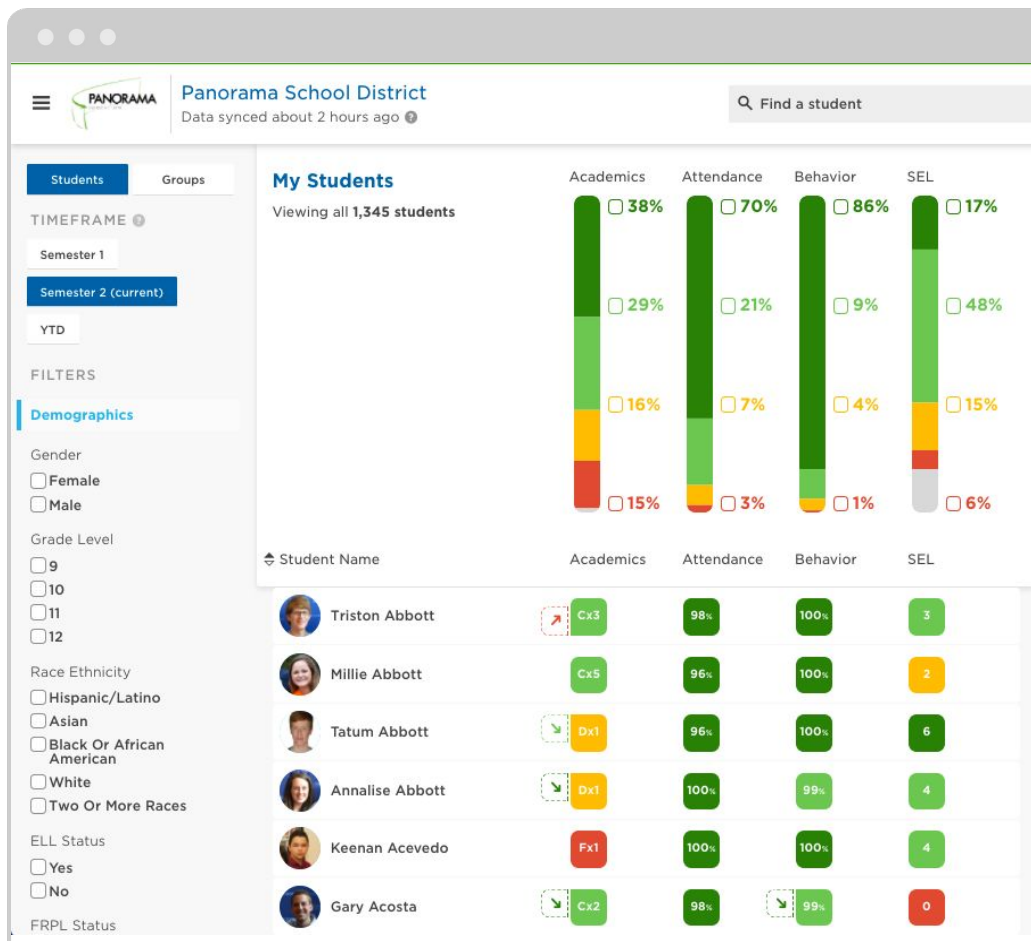 PANORAMA
Panorama School District
Data synced about 2 hours ago ?
Find a student
Students Groups
TIMEFRAME ?
Semester 1
Semester 2 (current)
YTD
FILTERS
Demographics
Gender
Female
Male
Grade Level
9
10
11
12
Race Ethnicity
Hispanic/Latino
Asian
Black Or African
American
White
Two Or More Races
ELL Status
Yes
No
FRPL Status
My Students
Viewing all 1,345 students
Academics Attendance Behavior SEL
38% 70% 86% 17%
29% 21% 9% 48%
16% 7% 4% 15%
15% 3% 1% 6%
Student Name Academics Attendance Behavior SEL
Triston Abbott Cx3 98% 100% 3
Millie Abbott Cx5 96% 100% 2
Tatum Abbott Dx1 96% 100% 6
Annalise Abbott Dx1 100% 99% 4
Keenan Acevedo Fx1 100% 100% 4
Gary Acosta Cx2 98% 99% 0